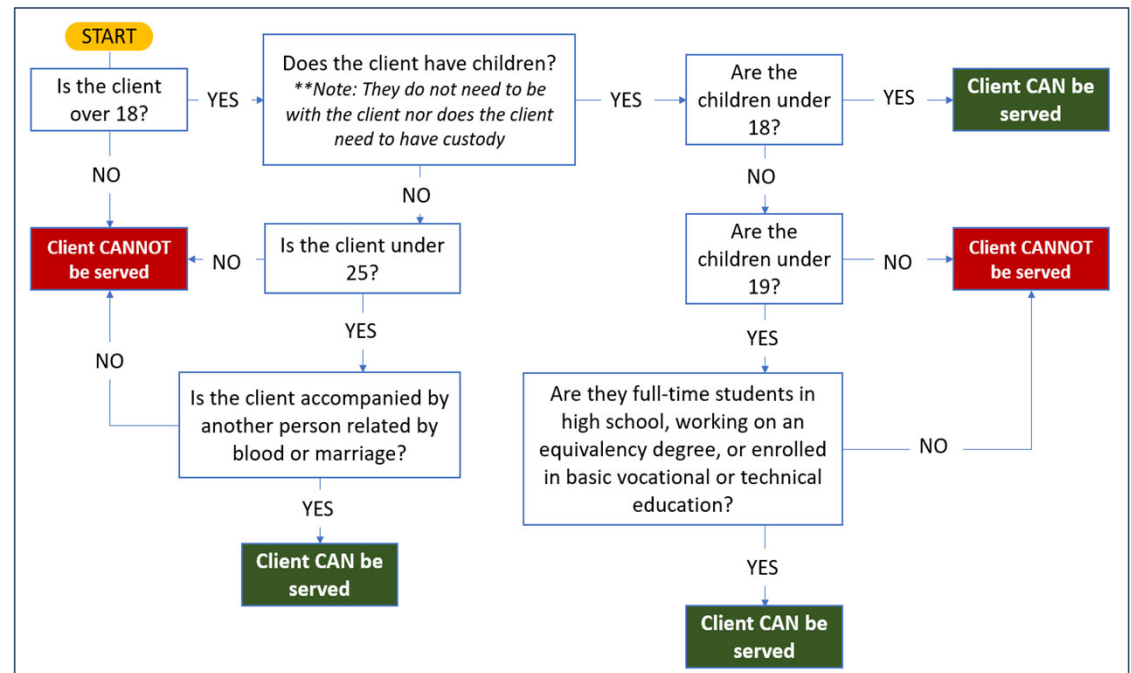 START
Is the client
over 18?
YES
Does the client have children?
**Note: They do not need to be
with the client nor does the client
need to have custody
YES
Are the
children under
18?
YES
Client CAN be
served
NO
NO
NO
Client CANNOT
be served
NO
Is the client under
25?
Are the
children under
19?
NO
Client CANNOT
be served
YES
YES
NO
Is the client accompanied by
another person related by
blood or marriage?
Are they full-time students in
high school, working on an
equivalency degree, or enrolled
in basic vocational or technical
education?
NO
YES
Client CAN be
served
YES
Client CAN be
served